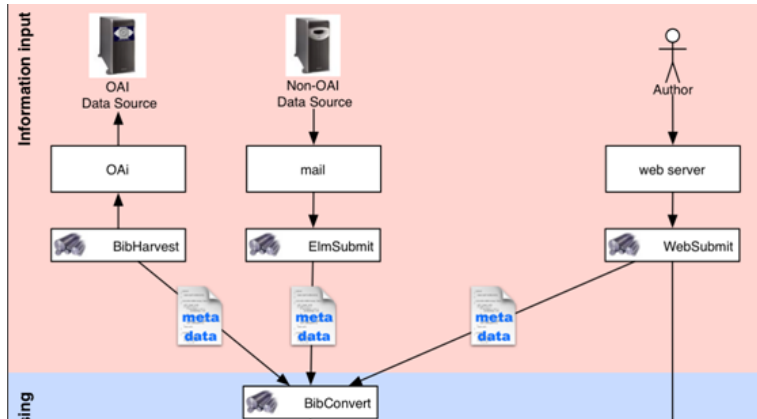 Information input
OAI
Data Source
Non-OAI
Data Source
Author
OAi
mail
web server
BibHarvest
ElmSubmit
WebSubmit
meta
data
meta
data
meta
data
BibConvert
sing